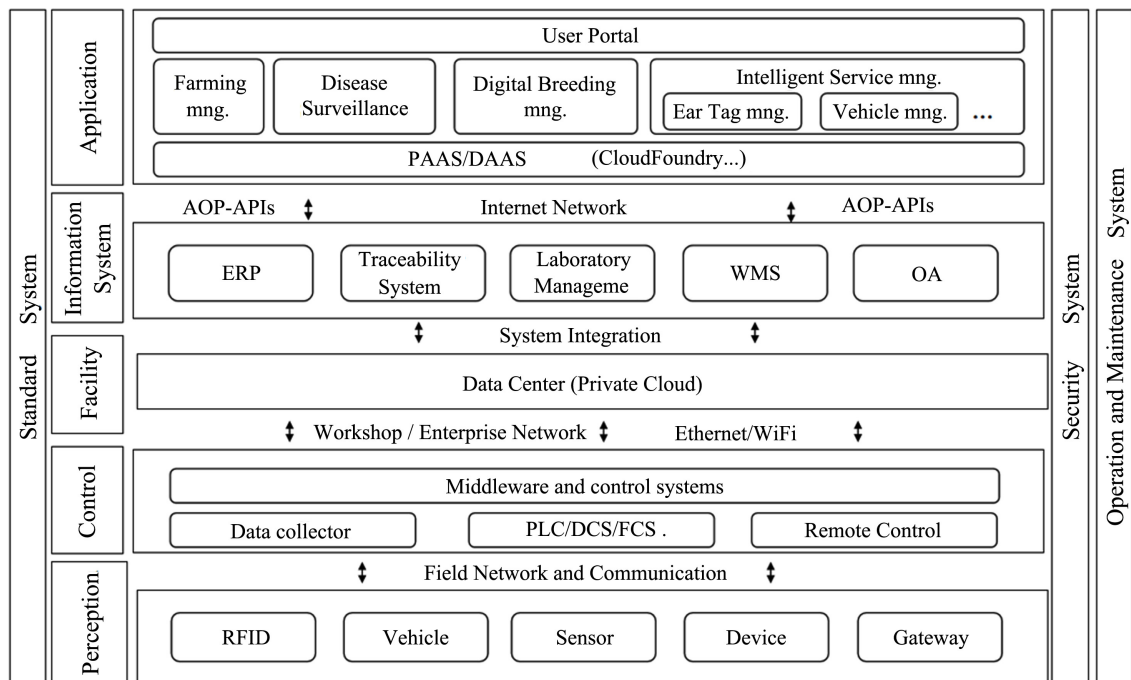 User Portal
Farming
mng.
Disease
Surveillance
Digital Breeding
mng.
Intelligent Service mng.
Ear Tag mng.
Vehicle mng.
...
PAAS/DAAS (CloudFoundry...)
Application
AOP-APIs
Internet Network
AOP-APIs
Information
System
ERP
Traceability
System
Laboratory
Manageme
WMS
OA
System Integration
Facility
Data Center (Private Cloud)
Workshop / Enterprise Network
Ethernet/WiFi
Control
Middleware and control systems
Data collector
PLC/DCS/FCS .
Remote Control
Field Network and Communication
Perception
RFID
Vehicle
Sensor
Device
Gateway
Standard System
Security System
Operation and Maintenance System